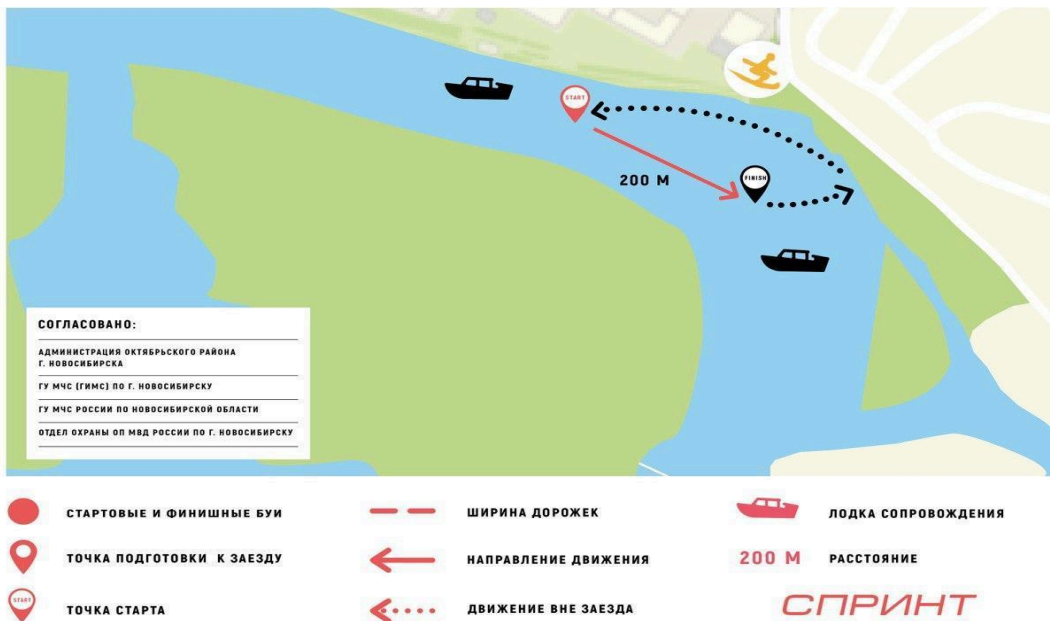 START
200 М
FINISH
СОГЛАСОВАНО:
АДМИНИСТРАЦИЯ ОКТЯБРЬСКОГО РАЙОНА
Г. НОВОСИБИРСКА
ГУ МЧС (ГИМС) ПО Г. НОВОСИБИРСКУ
ГУ МЧС РОССИИ ПО НОВОСИБИРСКОЙ ОБЛАСТИ
ОТДЕЛ ОХРАНЫ ОП МВД РОССИИ ПО Г. НОВОСИБИРСКУ
СТАРТОВЫЕ И ФИНИШНЫЕ БУИ
ШИРИНА ДОРОЖЕК
ЛОДКА СОПРОВОЖДЕНИЯ
ТОЧКА ПОДГОТОВКИ К ЗАЕЗДУ
НАПРАВЛЕНИЕ ДВИЖЕНИЯ
200 М РАССТОЯНИЕ
START ТОЧКА СТАРТА
ДВИЖЕНИЕ ВНЕ ЗАЕЗДА
СПРИНТ